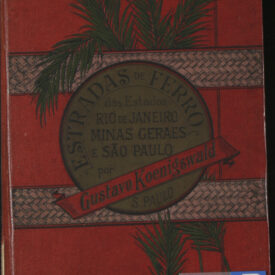 ESTRADAS DE FERRO
dos Estados
RIO DE JANEIRO
MINAS GERAES
E SÃO PAULO
por
Gustavo Koenigswald
S. PAULO